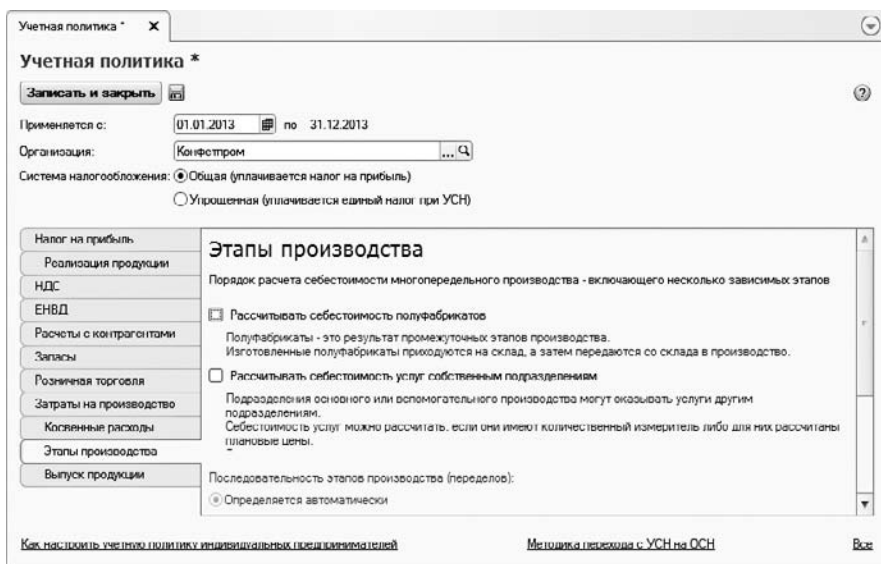 Учетная политика *
Учетная политика *
Записать и закрыть
Применяется с: 01.01.2013 по 31.12.2013
Организация: Конфетпром ...
Система налогообложения: Общая (уплачивается налог на прибыль)
Упрощенная (уплачивается единый налог при УСН)
Налог на прибыль
Реализация продукции
НДС
ЕНВД
Расчеты с контрагентами
Запасы
Розничная торговля
Затраты на производство
Косвенные расходы
Этапы производства
Выпуск продукции
Этапы производства
Порядок расчета себестоимости многопередельного производства - включающего несколько зависимых этапов
Рассчитывать себестоимость полуфабрикатов
Полуфабрикаты - это результат промежуточных этапов производства.
Изготовленные полуфабрикаты приходуются на склад, а затем передаются со склада в производство.
Рассчитывать себестоимость услуг собственным подразделениям
Подразделения основного или вспомогательного производства могут оказывать услуги другим
подразделениям.
Себестоимость услуг можно рассчитать, если они имеют количественный измеритель либо для них рассчитаны
плановые цены.
Последовательность этапов производства (переделов):
Определяется автоматически
Как настроить учетную политику индивидуальных предпринимателей
Методика перехода с УСН на ОСН
Все